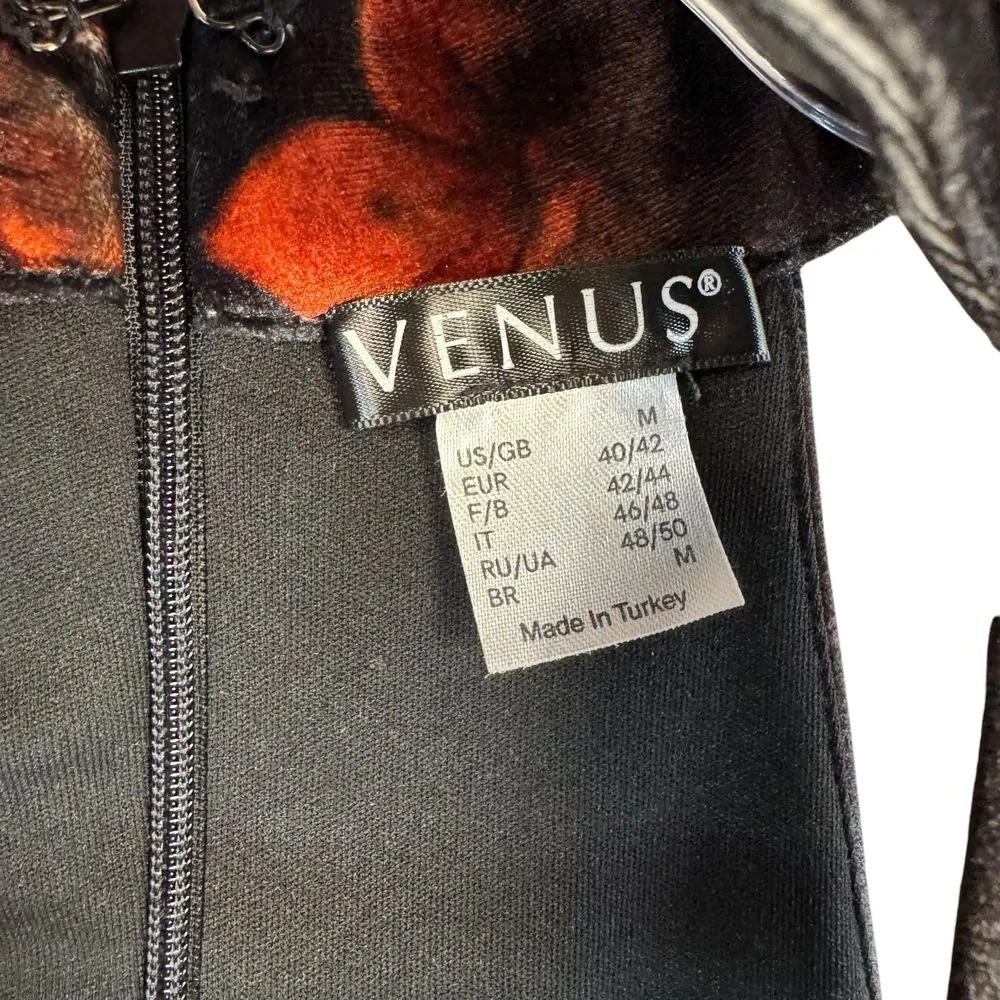 VENUS®
US/GB M
EUR 40/42
F/B 42/44
IT 46/48
RU/UA 48/50
BR M
Made In Turkey